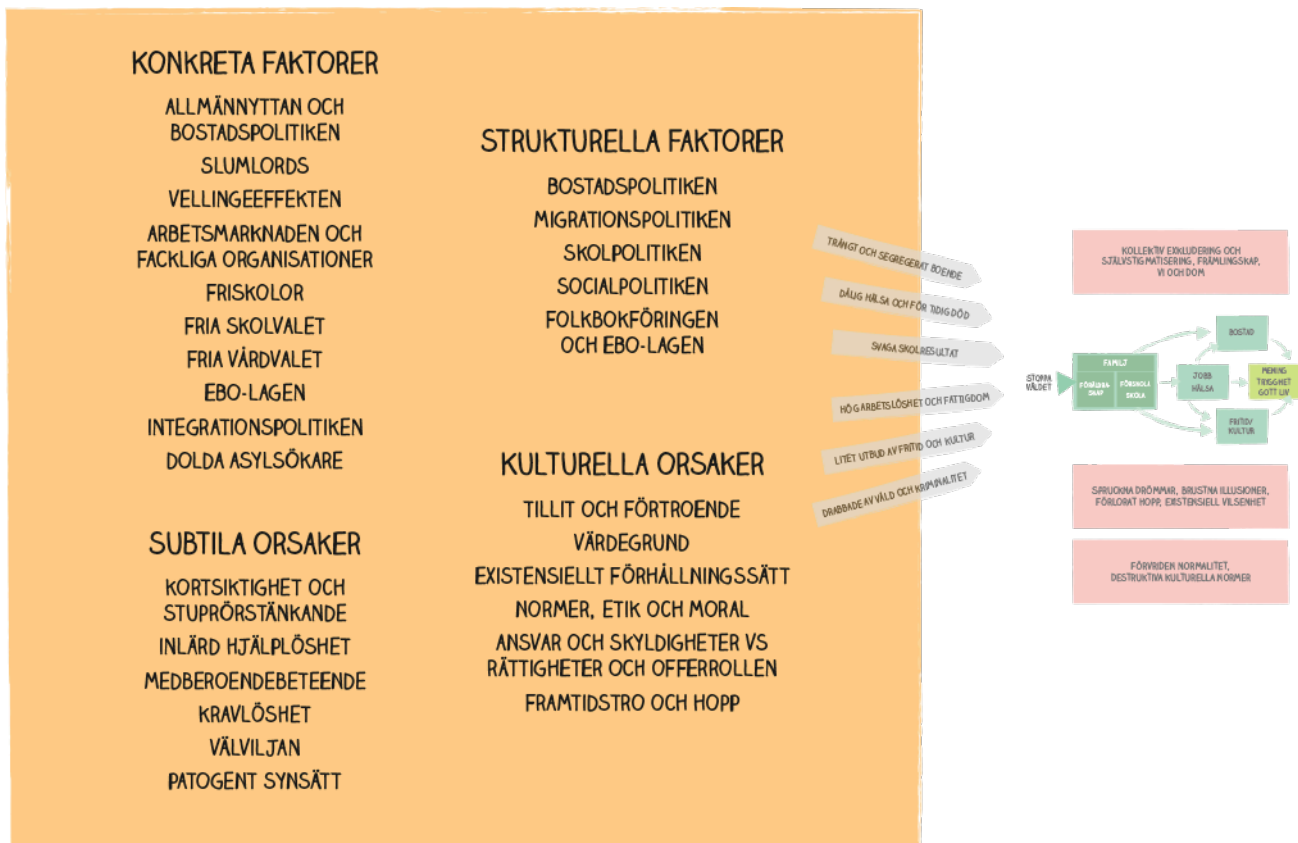 KONKRETA FAKTORER
ALLMÄNNYTTAN OCH
BOSTADSPOLITIKEN
SLUMLORDS
VELLINGEEFFEKTEN
ARBETSMARKNADEN OCH
FACKLIGA ORGANISATIONER
FRISKOLOR
FRIA SKOLVALET
FRIA VÅRDVALET
EBO-LAGEN
INTEGRATIONSPOLITIKEN
DOLDA ASYLSÖKARE
SUBTILA ORSAKER
KORTSIKTIGHET OCH
STUPRÖRSTÄNKANDE
INLÄRD HJÄLPLÖSHET
MEDBEROENDEBETEENDE
KRAVLÖSHET
VÄLVILJAN
PATOGENT SYNSÄTT
STRUKTURELLA FAKTORER
BOSTADSPOLITIKEN
MIGRATIONSPOLITIKEN
SKOLPOLITIKEN
SOCIALPOLITIKEN
FOLKBOKFÖRINGEN
OCH EBO-LAGEN
KULTURELLA ORSAKER
TILLIT OCH FÖRTROENDE
VÄRDEGRUND
EXISTENSIELLT FÖRHÅLLNINGSSÄTT
NORMER, ETIK OCH MORAL
ANSVAR OCH SKYLDIGHETER VS
RÄTTIGHETER OCH OFFERROLLEN
FRAMTIDSTRO OCH HOPP
TRÅNGT OCH SEGREGERAT BOENDE
DÅLIG HÄLSA OCH FÖR TIDIG DÖD
SVAGA SKOLRESULTAT
HÖG ARBETSLÖSHET OCH FATTIGDOM
LITET UTBUD AV FRITID OCH KULTUR
DRABBADE AV VÅLD OCH KRIMINALITET
KOLLEKTIV EXKLUDERING OCH
SJÄLVSTIGMATISERING, FRÄMLINGSKAP,
VI OCH DOM
STOPPA
VÅLDET
FAMILJ
FÖRÄLDRA-
SKAP
FÖRSKOLA
SKOLA
JOBB
HÄLSA
BOSTAD
MENING
TRYGGHET
GOTT LIV
FRITID/
KULTUR
SPRUCKNA DRÖMMAR, BRUSTNA ILLUSIONER,
FÖRLORAT HOPP, EXISTENSIELL VILSENHET
FÖRVRIDEN NORMALITET,
DESTRUKTIVA KULTURELLA NORMER